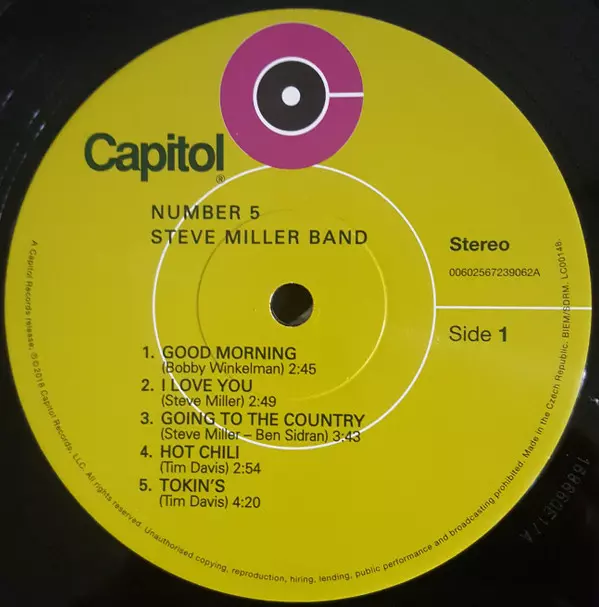 Capitol
®
NUMBER 5
STEVE MILLER BAND
Stereo
00602567239062A
Side 1
1. GOOD MORNING
(Bobby Winkelman) 2:45
2. I LOVE YOU
(Steve Miller) 2:49
3. GOING TO THE COUNTRY
(Steve Miller – Ben Sidran) 3:43
4. HOT CHILI
(Tim Davis) 2:54
5. TOKIN'S
(Tim Davis) 4:20
A Capitol Records release. ℗©2018 Capitol Records, LLC. All rights reserved. Unauthorised copying, reproduction, hiring, lending, public performance and broadcasting prohibited. Made in the Czech Republic. BIEM/SDRM. LC00148.